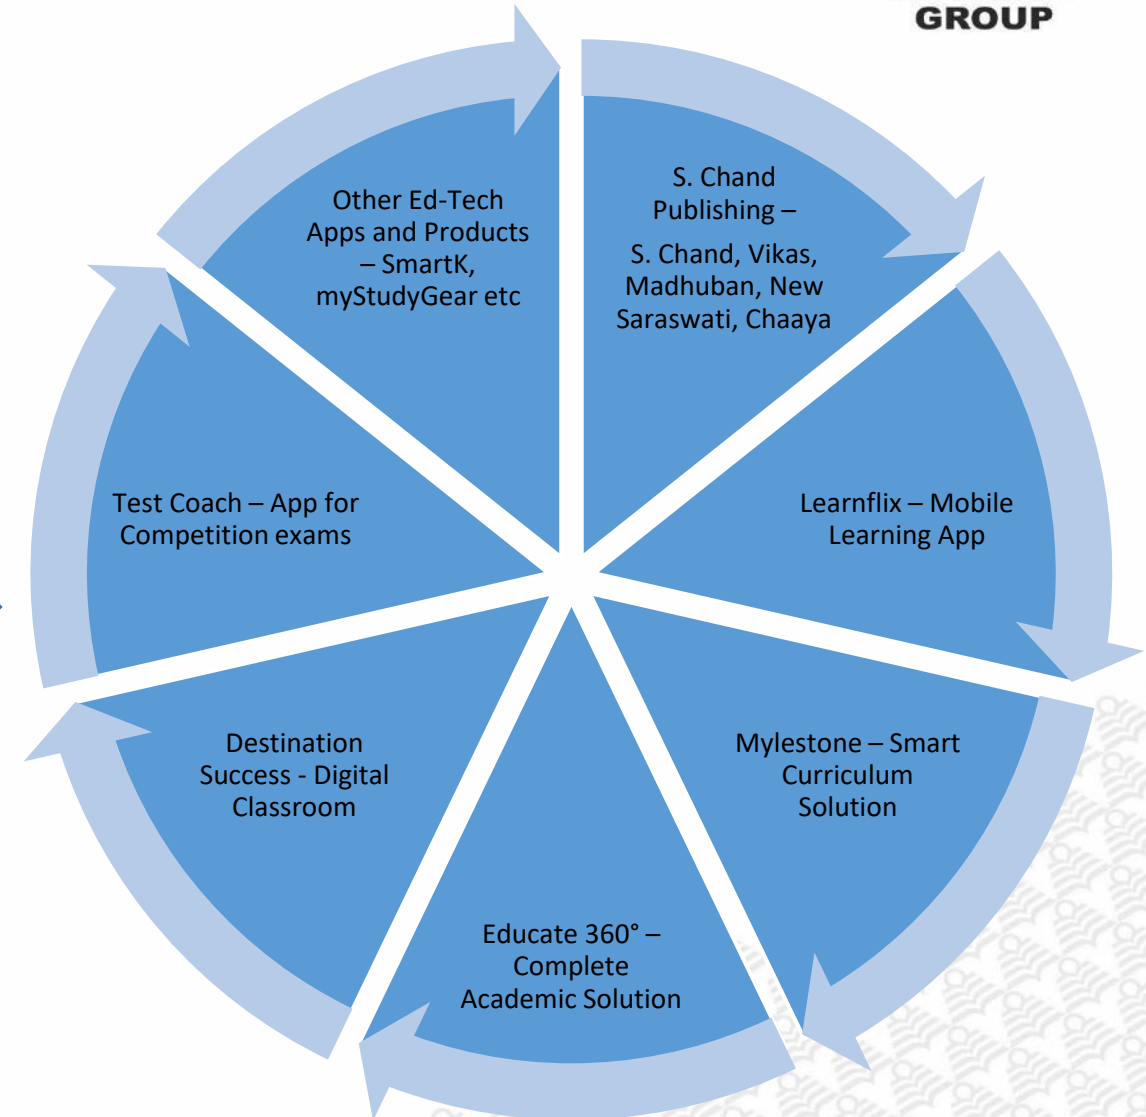 GROUP
S. Chand
Publishing –
S. Chand, Vikas,
Madhuban, New
Saraswati, Chaaya
Learnflix – Mobile
Learning App
Mylestone – Smart
Curriculum
Solution
Educate 360° –
Complete
Academic Solution
Destination
Success - Digital
Classroom
Test Coach – App for
Competition exams
Other Ed-Tech
Apps and Products
– SmartK,
myStudyGear etc